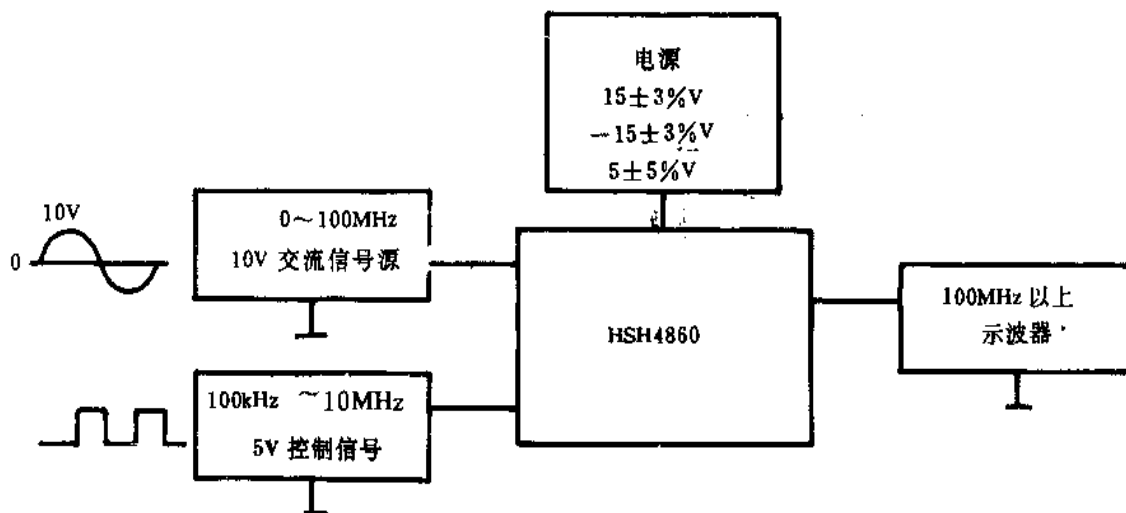 电源
15±3%V
－15±3%V
5±5%V
10V
0
0～100MHz
10V 交流信号源
HSH4860
100MHz 以上
示波器
100kHz ～10MHz
5V 控制信号